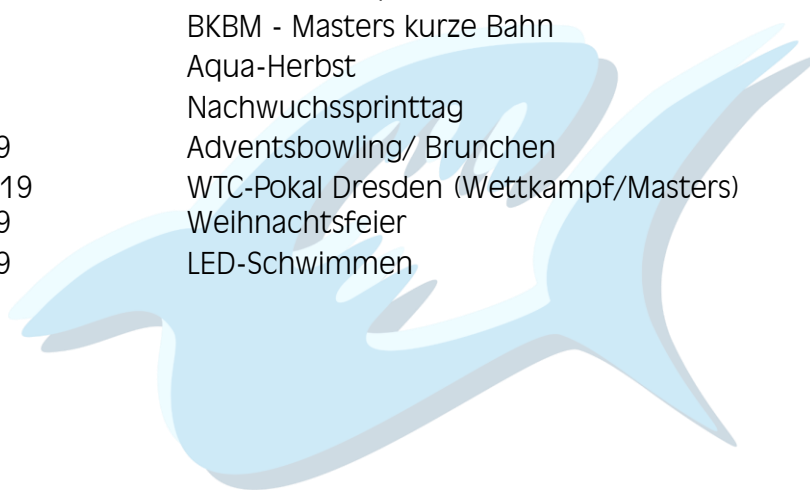 BKBM - Masters kurze Bahn
Aqua-Herbst
Nachwuchssprinttag
9 Adventsbowling/ Brunchen
19 WTC-Pokal Dresden (Wettkampf/Masters)
9 Weihnachtsfeier
9 LED-Schwimmen